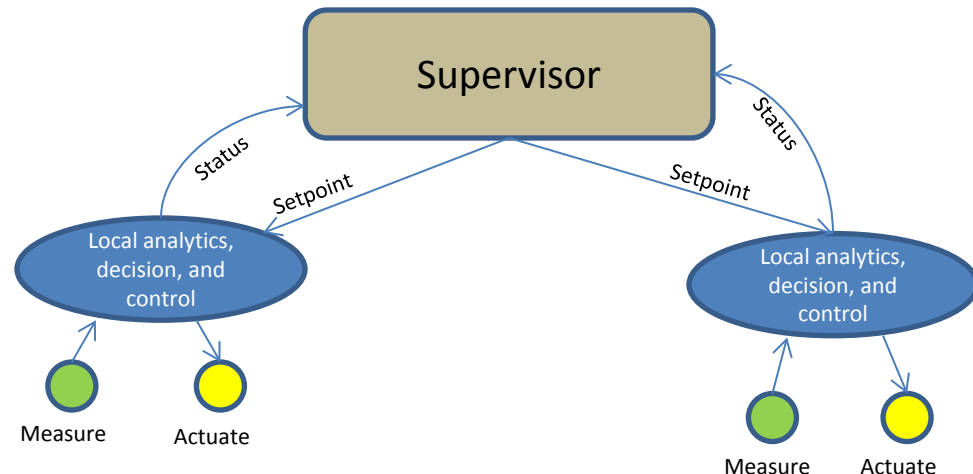 Supervisor
Status
Setpoint
Setpoint
Status
Local analytics,
decision, and
control
Local analytics,
decision, and
control
Measure
Actuate
Measure
Actuate